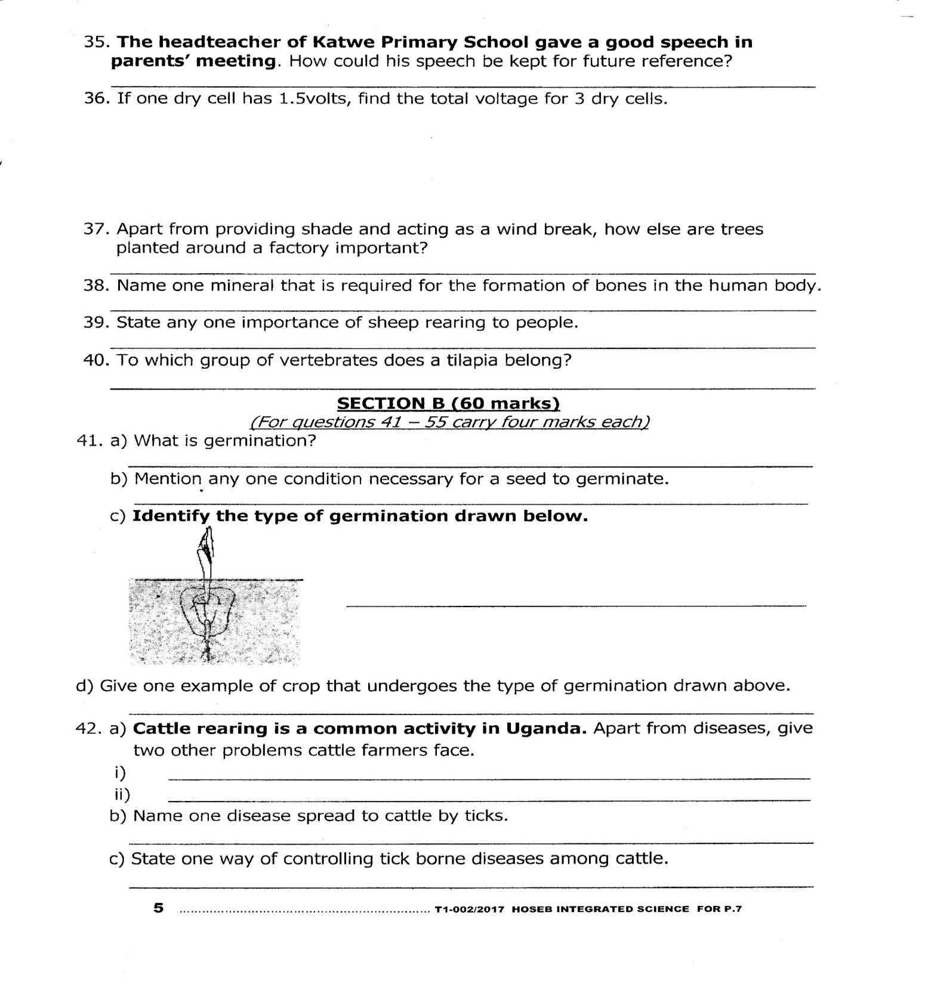 35. The headteacher of Katwe Primary School gave a good speech in
parents’ meeting. How could his speech be kept for future reference?
36. If one dry cell has 1.5volts, find the total voltage for 3 dry cells.
37. Apart from providing shade and acting as a wind break, how else are trees
planted around a factory important?
38. Name one mineral that is required for the formation of bones in the human body.
39. State any one importance of sheep rearing to people.
40. To which group of vertebrates does a tilapia belong?
SECTION B (60 marks)
(For questions 41 – 55 carry four marks each)
41. a) What is germination?
b) Mention any one condition necessary for a seed to germinate.
c) Identify the type of germination drawn below.
d) Give one example of crop that undergoes the type of germination drawn above.
42. a) Cattle rearing is a common activity in Uganda. Apart from diseases, give
two other problems cattle farmers face.
i)
ii)
b) Name one disease spread to cattle by ticks.
c) State one way of controlling tick borne diseases among cattle.
5 ................................................................... T1-002/2017 HOSEB INTEGRATED SCIENCE FOR P.7